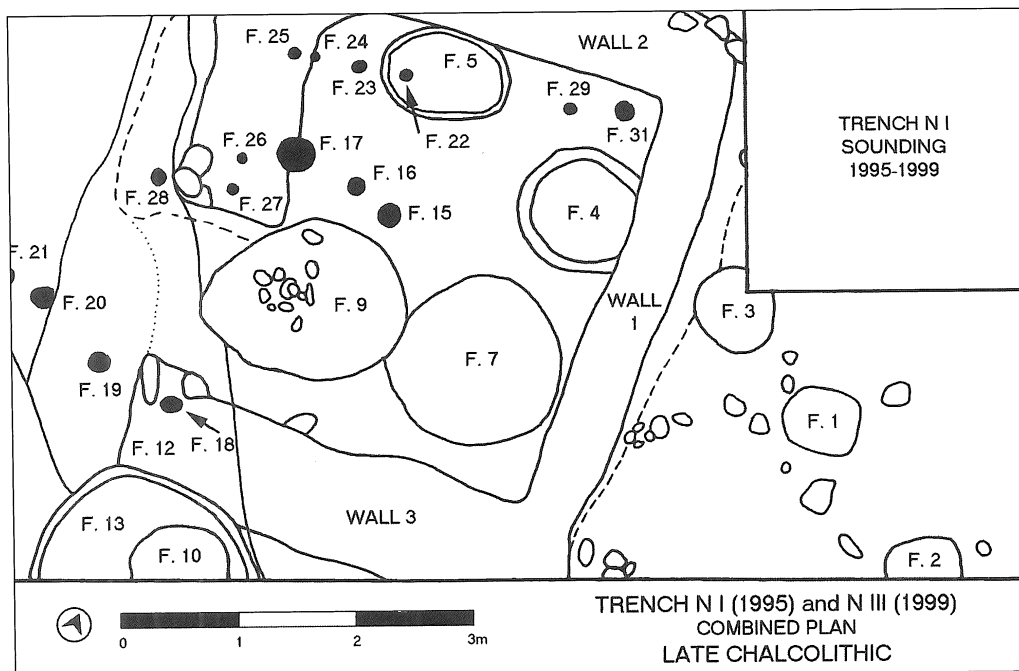 F. 25
F. 24
F. 5
WALL 2
F. 23
F. 29
F. 22
F. 31
TRENCH N I
SOUNDING
1995-1999
F. 26
F. 17
F. 16
F. 28
F. 27
F. 15
F. 4
F. 21
F. 20
F. 9
WALL
1
F. 3
F. 7
F. 19
F. 1
F. 12
F. 18
WALL 3
F. 13
F. 10
F. 2
0 1 2 3m
TRENCH N I (1995) and N III (1999)
COMBINED PLAN
LATE CHALCOLITHIC